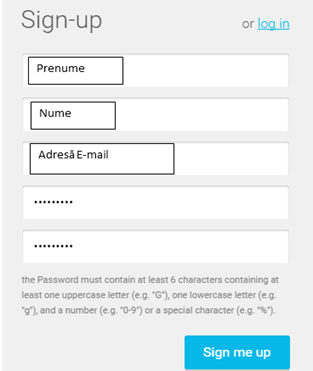 Sign-up
or log in
Prenume
Nume
Adresă E-mail
•••••••••
•••••••••
the Password must contain at least 6 characters containing at
least one uppercase letter (e.g. "G"), one lowercase letter (e.g.
"g"), and a number (e.g. "0-9") or a special character (e.g. "%").
Sign me up